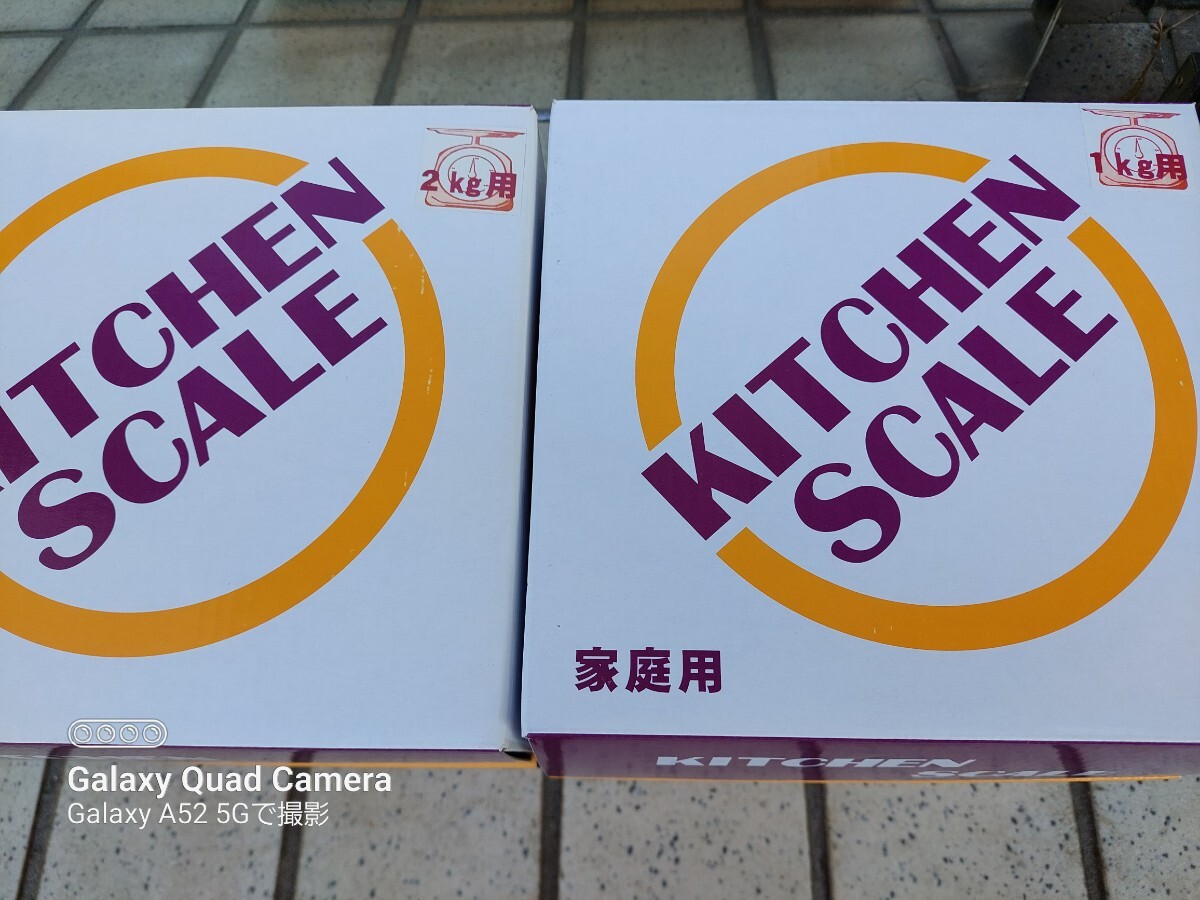 2kg用
KITCHEN
SCALE
1kg用
KITCHEN
SCALE
家庭用
KITCHEN
SCALE
Galaxy Quad Camera
Galaxy A52 5Gで撮影